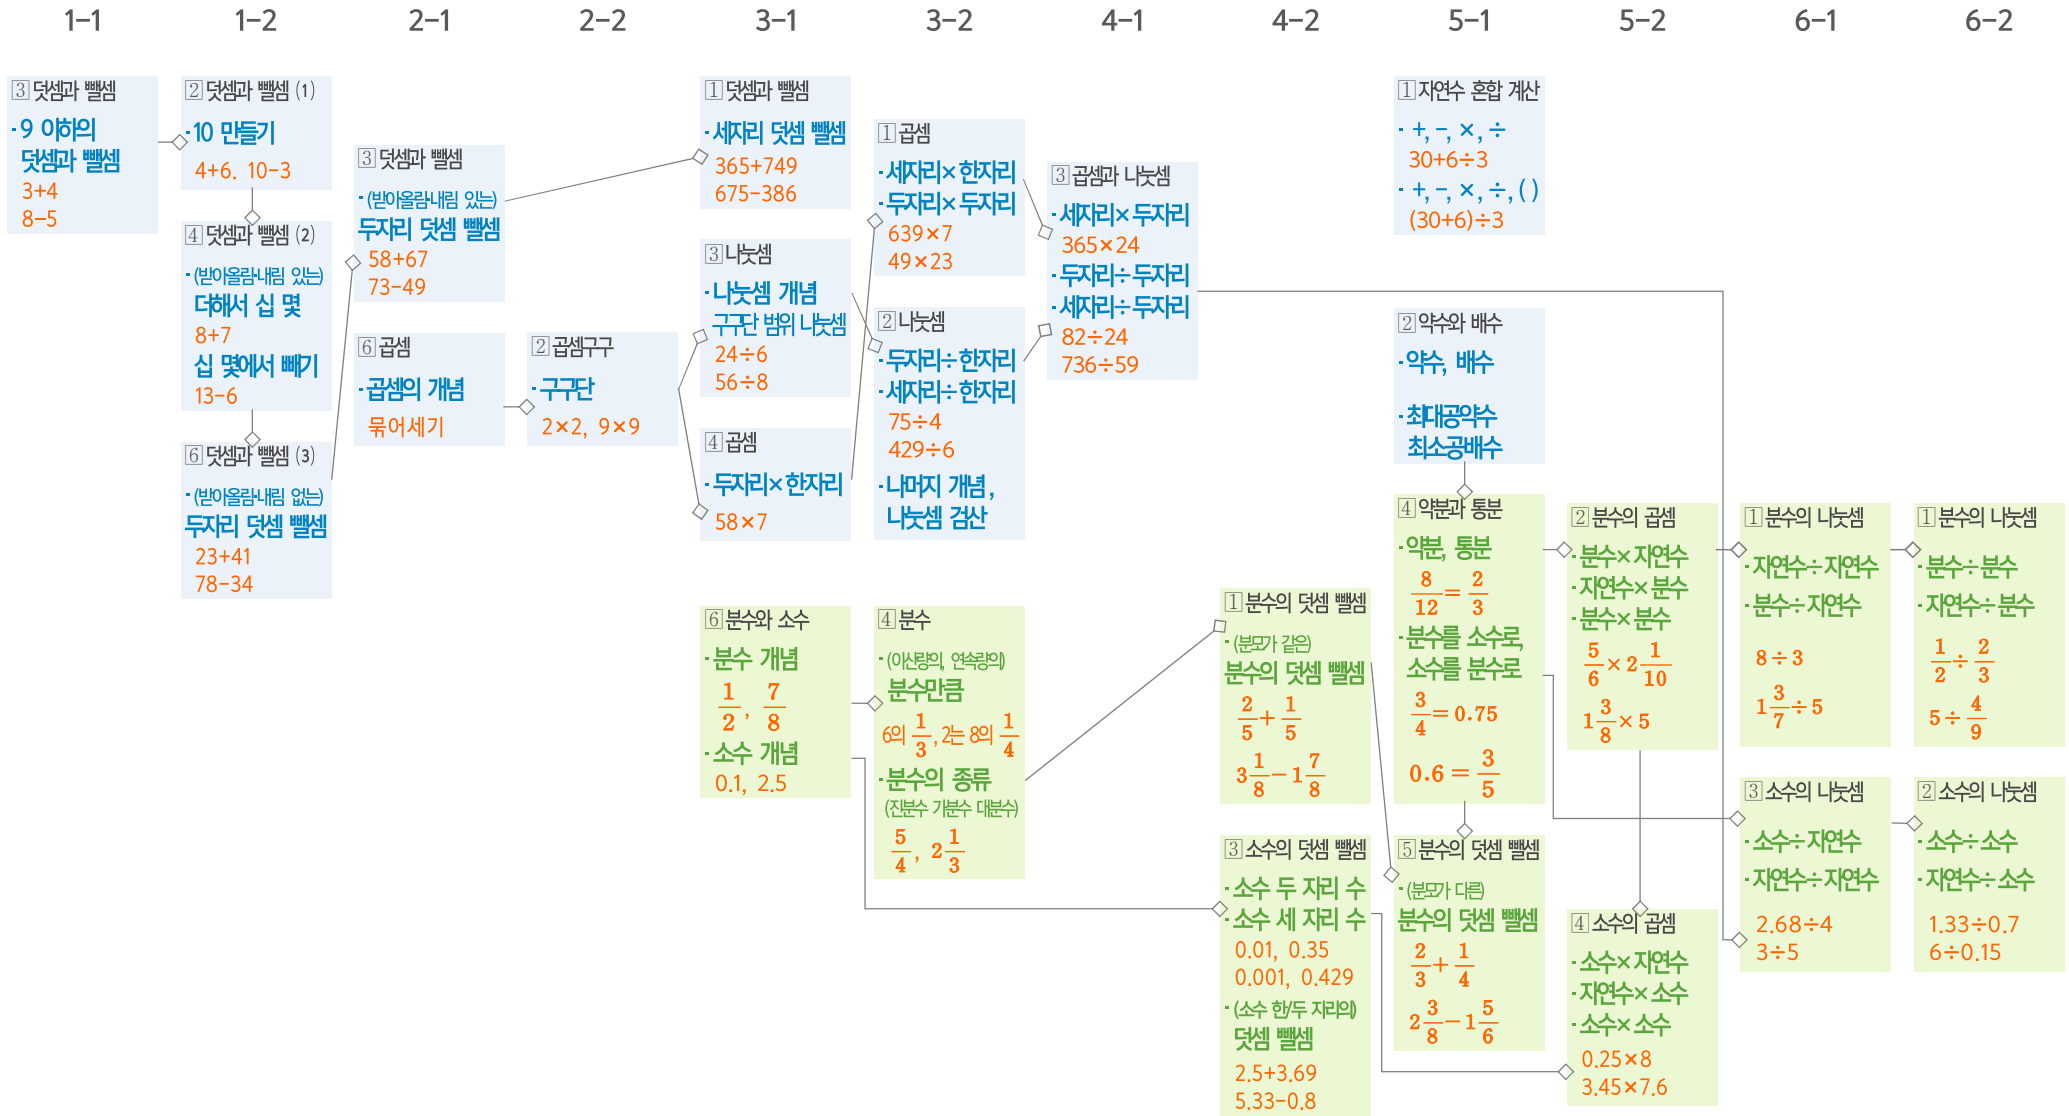 1-1
1-2
2-1
2-2
3-1
3-2
4-1
4-2
5-1
5-2
6-1
6-2
3 덧셈과 뺄셈
· 9 이하의
덧셈과 뺄셈
3+4
8-5
2 덧셈과 뺄셈 (1)
· 10 만들기
4+6. 10-3
4 덧셈과 뺄셈 (2)
· (받아올림·내림 있는)
더해서 십 몇
8+7
십 몇에서 빼기
13-6
6 덧셈과 뺄셈 (3)
· (받아올림·내림 없는)
두자리 덧셈 뺄셈
23+41
78-34
3 덧셈과 뺄셈
· (받아올림·내림 있는)
두자리 덧셈 뺄셈
58+67
73-49
6 곱셈
· 곱셈의 개념
묶어세기
2 곱셈구구
· 구구단
2×2, 9×9
1 덧셈과 뺄셈
· 세자리 덧셈 뺄셈
365+749
675-386
3 나눗셈
· 나눗셈 개념
구구단 범위 나눗셈
24÷6
56÷8
4 곱셈
· 두자리×한자리
58×7
6 분수와 소수
· 분수 개념
1/2, 7/8
· 소수 개념
0.1, 2.5
1 곱셈
· 세자리×한자리
· 두자리×두자리
639×7
49×23
2 나눗셈
· 두자리÷한자리
· 세자리÷한자리
75÷4
429÷6
· 나머지 개념,
나눗셈 검산
4 분수
· (이산량의, 연속량의)
분수만큼
6의 1/3, 2는 8의 1/4
· 분수의 종류
(진분수 가분수 대분수)
5/4, 2 1/3
3 곱셈과 나눗셈
· 세자리×두자리
365×24
· 두자리÷두자리
· 세자리÷두자리
82÷24
736÷59
1 분수의 덧셈 뺄셈
· (분모가 같은)
분수의 덧셈 뺄셈
2/5+1/5
3 1/8-1 7/8
3 소수의 덧셈 뺄셈
· 소수 두 자리 수
· 소수 세 자리 수
0.01, 0.35
0.001, 0.429
· (소수 한/두 자리의)
덧셈 뺄셈
2.5+3.69
5.33-0.8
1 자연수 혼합 계산
· +, -, ×, ÷
30+6÷3
· +, -, ×, ÷, ( )
(30+6)÷3
2 약수와 배수
· 약수, 배수
· 최대공약수
최소공배수
4 약분과 통분
· 약분, 통분
8/12=2/3
· 분수를 소수로,
소수를 분수로
3/4=0.75
0.6=3/5
5 분수의 덧셈 뺄셈
· (분모가 다른)
분수의 덧셈 뺄셈
2/3+1/4
2 3/8-1 5/6
2 분수의 곱셈
· 분수×자연수
· 자연수×분수
· 분수×분수
5/6×2 1/10
1 3/8×5
4 소수의 곱셈
· 소수×자연수
· 자연수×소수
· 소수×소수
0.25×8
3.45×7.6
1 분수의 나눗셈
· 자연수÷자연수
· 분수÷자연수
8÷3
1 3/7÷5
3 소수의 나눗셈
· 소수÷자연수
· 자연수÷자연수
2.68÷4
3÷5
1 분수의 나눗셈
· 분수÷분수
· 자연수÷분수
1/2÷2/3
5÷4/9
2 소수의 나눗셈
· 소수÷소수
· 자연수÷소수
1.33÷0.7
6÷0.15